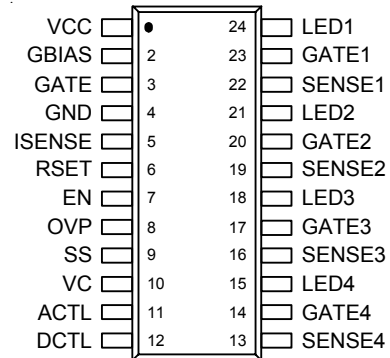 VCC 24 LED1
GBIAS 2 23 GATE1
GATE 3 22 SENSE1
GND 4 21 LED2
ISENSE 5 20 GATE2
RSET 6 19 SENSE2
EN 7 18 LED3
OVP 8 17 GATE3
SS 9 16 SENSE3
VC 10 15 LED4
ACTL 11 14 GATE4
DCTL 12 13 SENSE4